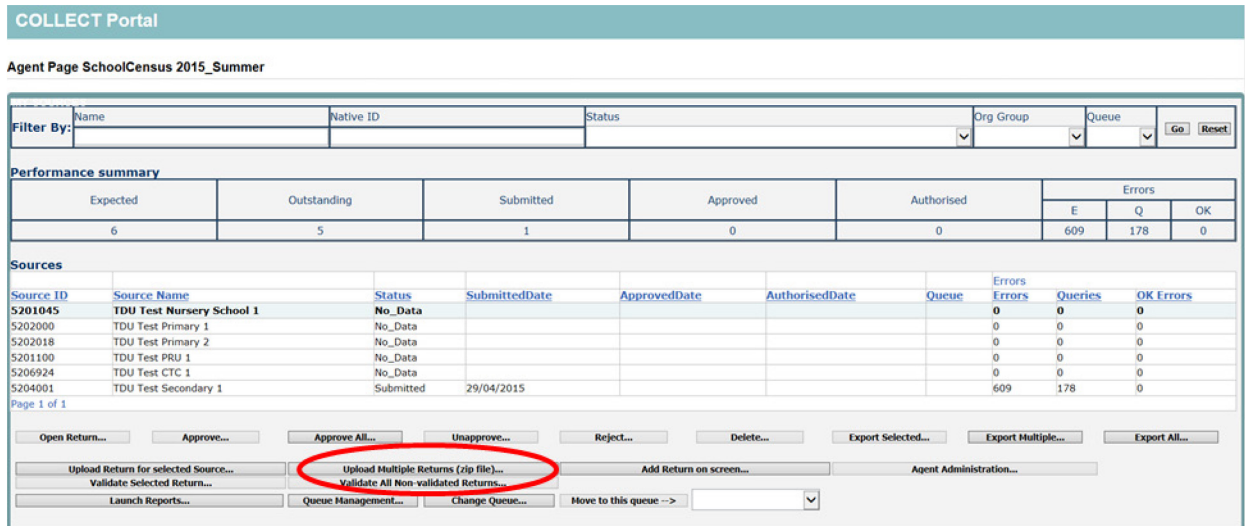 COLLECT Portal
Agent Page SchoolCensus 2015_Summer
Filter By: Name Native ID Status Org Group Queue Go Reset
Performance summary
Expected Outstanding Submitted Approved Authorised Errors
E Q OK
6 5 1 0 0 609 178 0
Sources
Errors
Source ID Source Name Status SubmittedDate ApprovedDate AuthorisedDate Queue Errors Queries OK Errors
5201045 TDU Test Nursery School 1 No_Data 0 0 0
5202000 TDU Test Primary 1 No_Data 0 0 0
5202018 TDU Test Primary 2 No_Data 0 0 0
5201100 TDU Test PRU 1 No_Data 0 0 0
5206924 TDU Test CTC 1 No_Data 0 0 0
5204001 TDU Test Secondary 1 Submitted 29/04/2015 609 178 0
Page 1 of 1
Open Return... Approve... Approve All... Unapprove... Reject... Delete... Export Selected... Export Multiple... Export All...
Upload Return for selected Source... Upload Multiple Returns (zip file)... Add Return on screen... Agent Administration...
Validate Selected Return... Validate All Non-validated Returns...
Launch Reports... Queue Management... Change Queue... Move to this queue -->